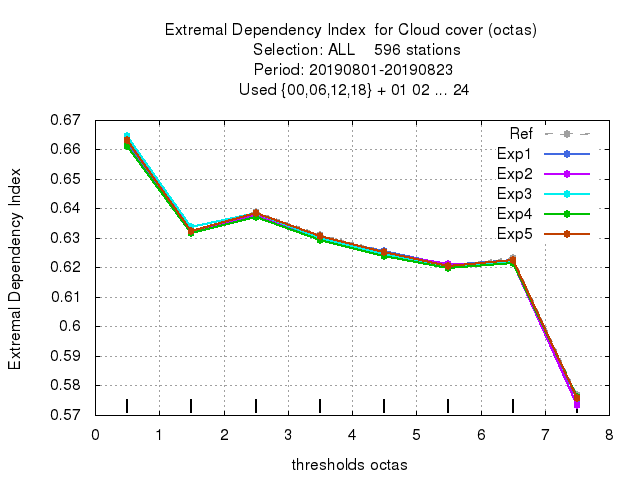 Extremal Dependency Index  for Cloud cover (octas)
Selection: ALL    596 stations
Period: 20190801-20190823
Used {00,06,12,18} + 01 02 ... 24
Extremal Dependency Index
0.67
0.66
0.65
0.64
0.63
0.62
0.61
0.6
0.59
0.58
0.57
Ref
Exp1
Exp2
Exp3
Exp4
Exp5
0 1 2 3 4 5 6 7 8
thresholds octas